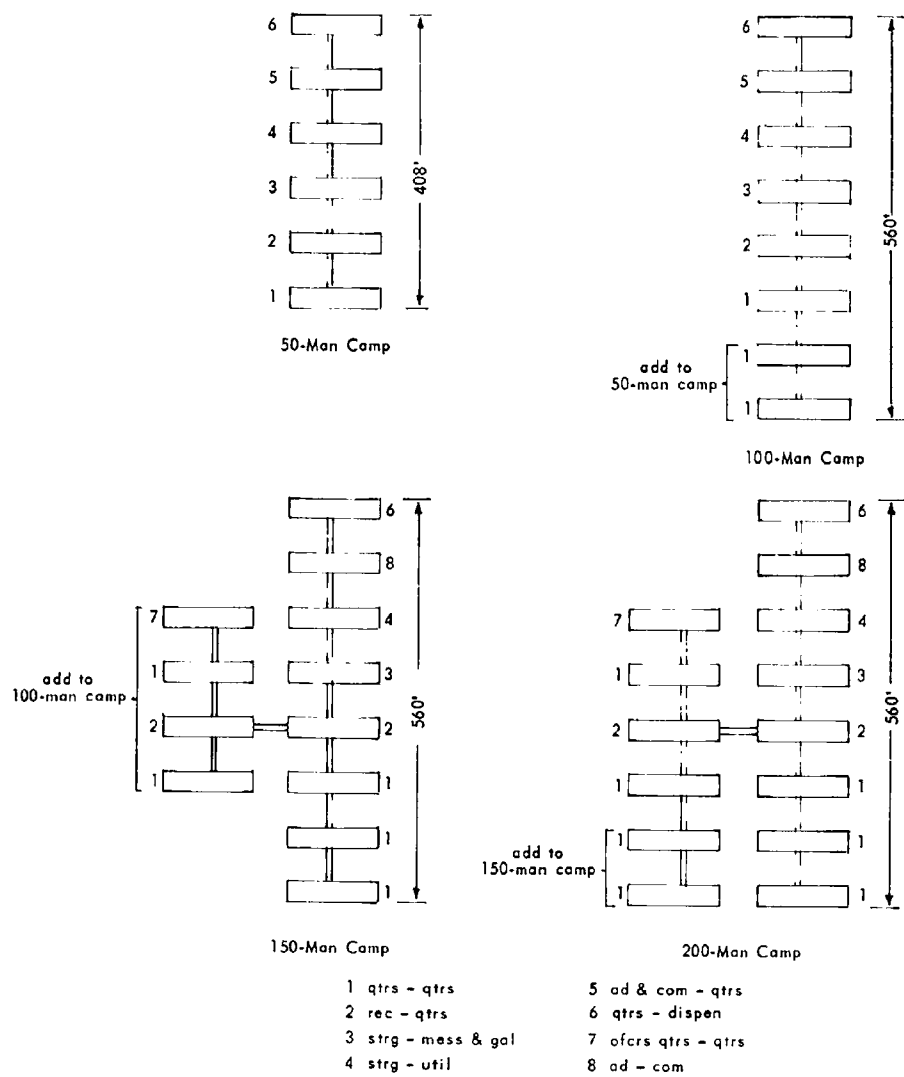 6
5
4
3
2
1
408'
50-Man Camp
6
5
4
3
2
1
1
1
add to
50-man camp
560'
100-Man Camp
7
1
2
1
add to
100-man camp
6
8
4
3
2
1
1
1
560'
150-Man Camp
7
1
2
1
1
1
add to
150-man camp
6
8
4
3
2
1
1
1
560'
200-Man Camp
1 qtrs - qtrs
2 rec - qtrs
3 strg - mess & gal
4 strg - util
5 ad & com - qtrs
6 qtrs - dispen
7 ofcrs qtrs - qtrs
8 ad - com